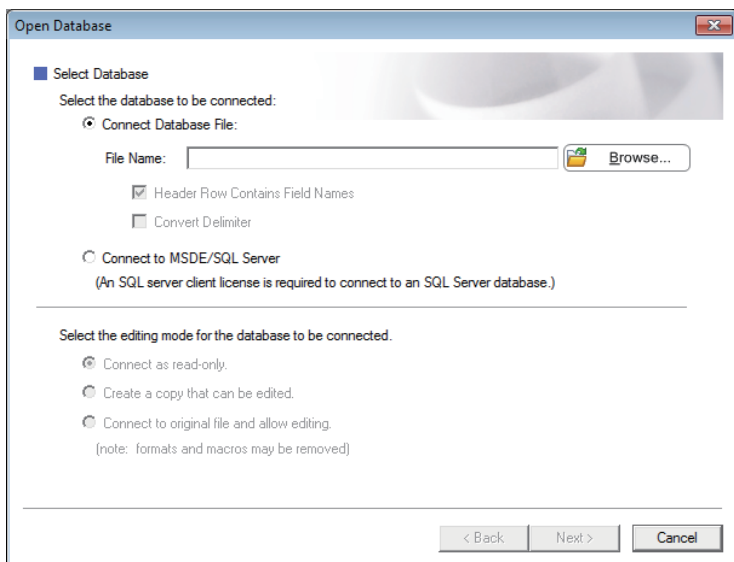 Open Database
Select Database
Select the database to be connected:
Connect Database File:
File Name:
Browse...
Header Row Contains Field Names
Convert Delimiter
Connect to MSDE/SQL Server
(An SQL server client license is required to connect to an SQL Server database.)
Select the editing mode for the database to be connected.
Connect as read-only.
Create a copy that can be edited.
Connect to original file and allow editing.
(note: formats and macros may be removed)
< Back
Next >
Cancel